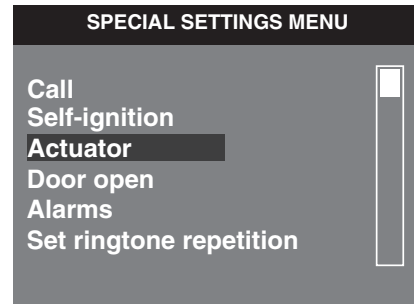 SPECIAL SETTINGS MENU
Call
Self-ignition
Actuator
Door open
Alarms
Set ringtone repetition